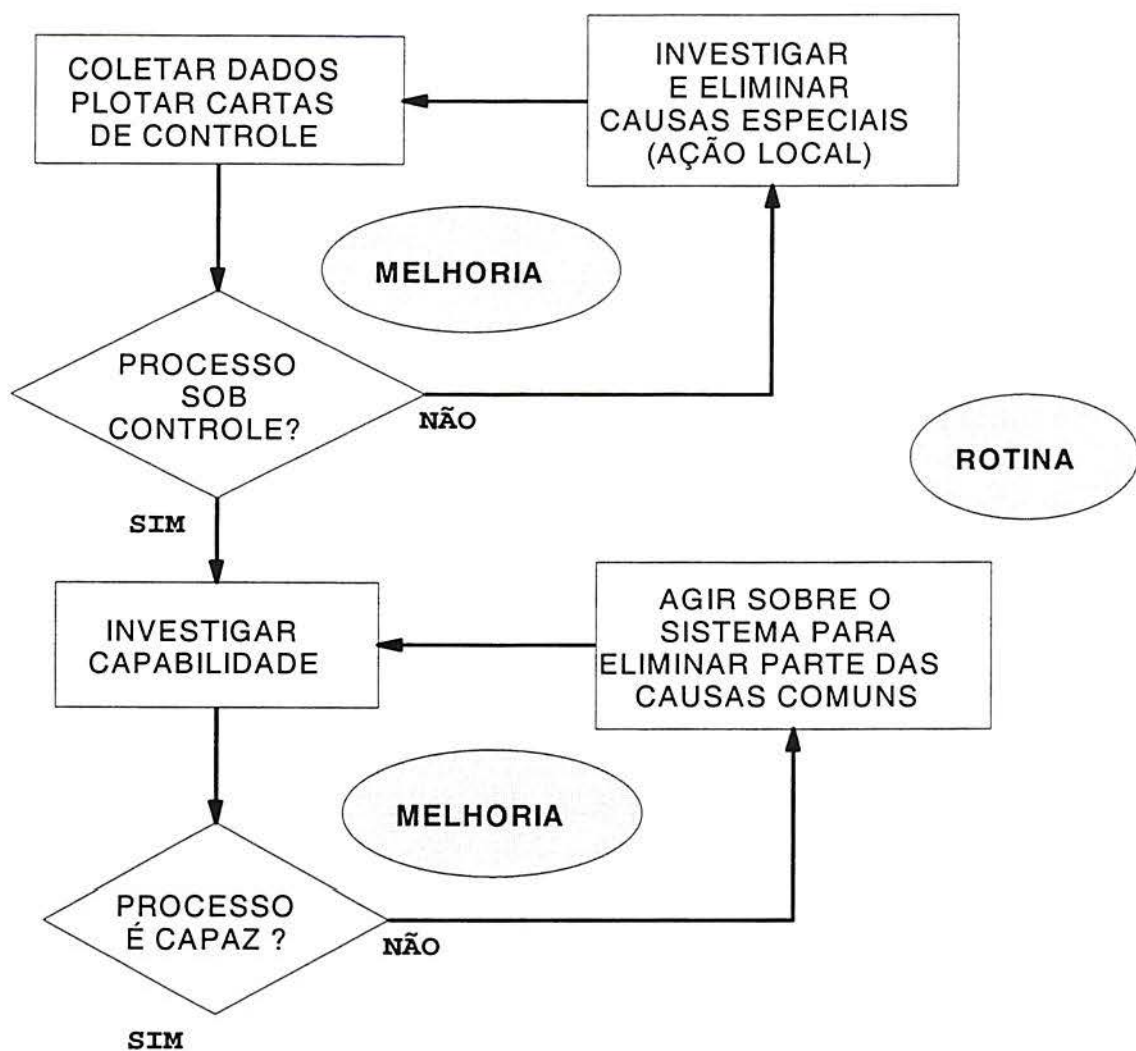 COLETAR DADOS
PLOTAR CARTAS
DE CONTROLE
INVESTIGAR
E ELIMINAR
CAUSAS ESPECIAIS
(AÇÃO LOCAL)
MELHORIA
PROCESSO
SOB
CONTROLE?
NÃO
ROTINA
SIM
INVESTIGAR
CAPABILIDADE
AGIR SOBRE O
SISTEMA PARA
ELIMINAR PARTE DAS
CAUSAS COMUNS
MELHORIA
PROCESSO
É CAPAZ ?
NÃO
SIM